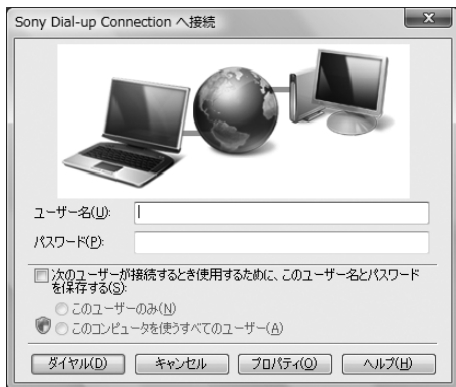 Sony Dial-up Connection へ接続
ユーザー名(U):
パスワード(P):
次のユーザーが接続するとき使用するために、このユーザー名とパスワード
を保存する(S):
このユーザーのみ(N)
このコンピュータを使うすべてのユーザー(A)
ダイヤル(D) キャンセル プロパティ(O) ヘルプ(H)